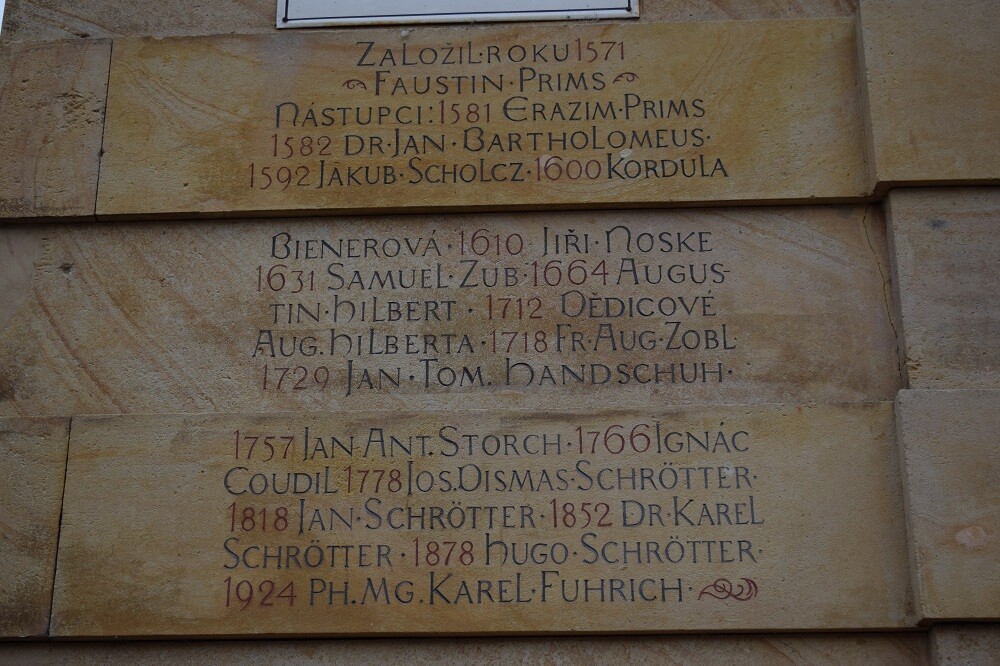 ZALOŽIL·ROKU 1571
FAUSTIN·PRIMS
NÁSTUPCI: 1581 ERAZIM·PRIMS
1582 DR·JAN·BARTHOLOMEUS·
1592 JAKUB·SCHOLCZ·1600 KORDULA
BIENEROVÁ·1610 JIŘI·NOSKE
1631 SAMUEL·ZUB·1664 AUGUS-
TIN·HILBERT·1712 DĚDICOVÉ
AUG.HILBERTA·1718 FR·AUG·ZOBL
1729 JAN·TOM. HANDSCHUH·
1757 JAN·ANT.STORCH·1766 IGNÁC
COUDIL 1778 JOS.DISMAS·SCHRÖTTER·
1818 JAN·SCHRÖTTER·1852 DR·KAREL
SCHRÖTTER·1878 HUGO·SCHRÖTTER·
1924 PH.MG.KAREL·FUHRICH·